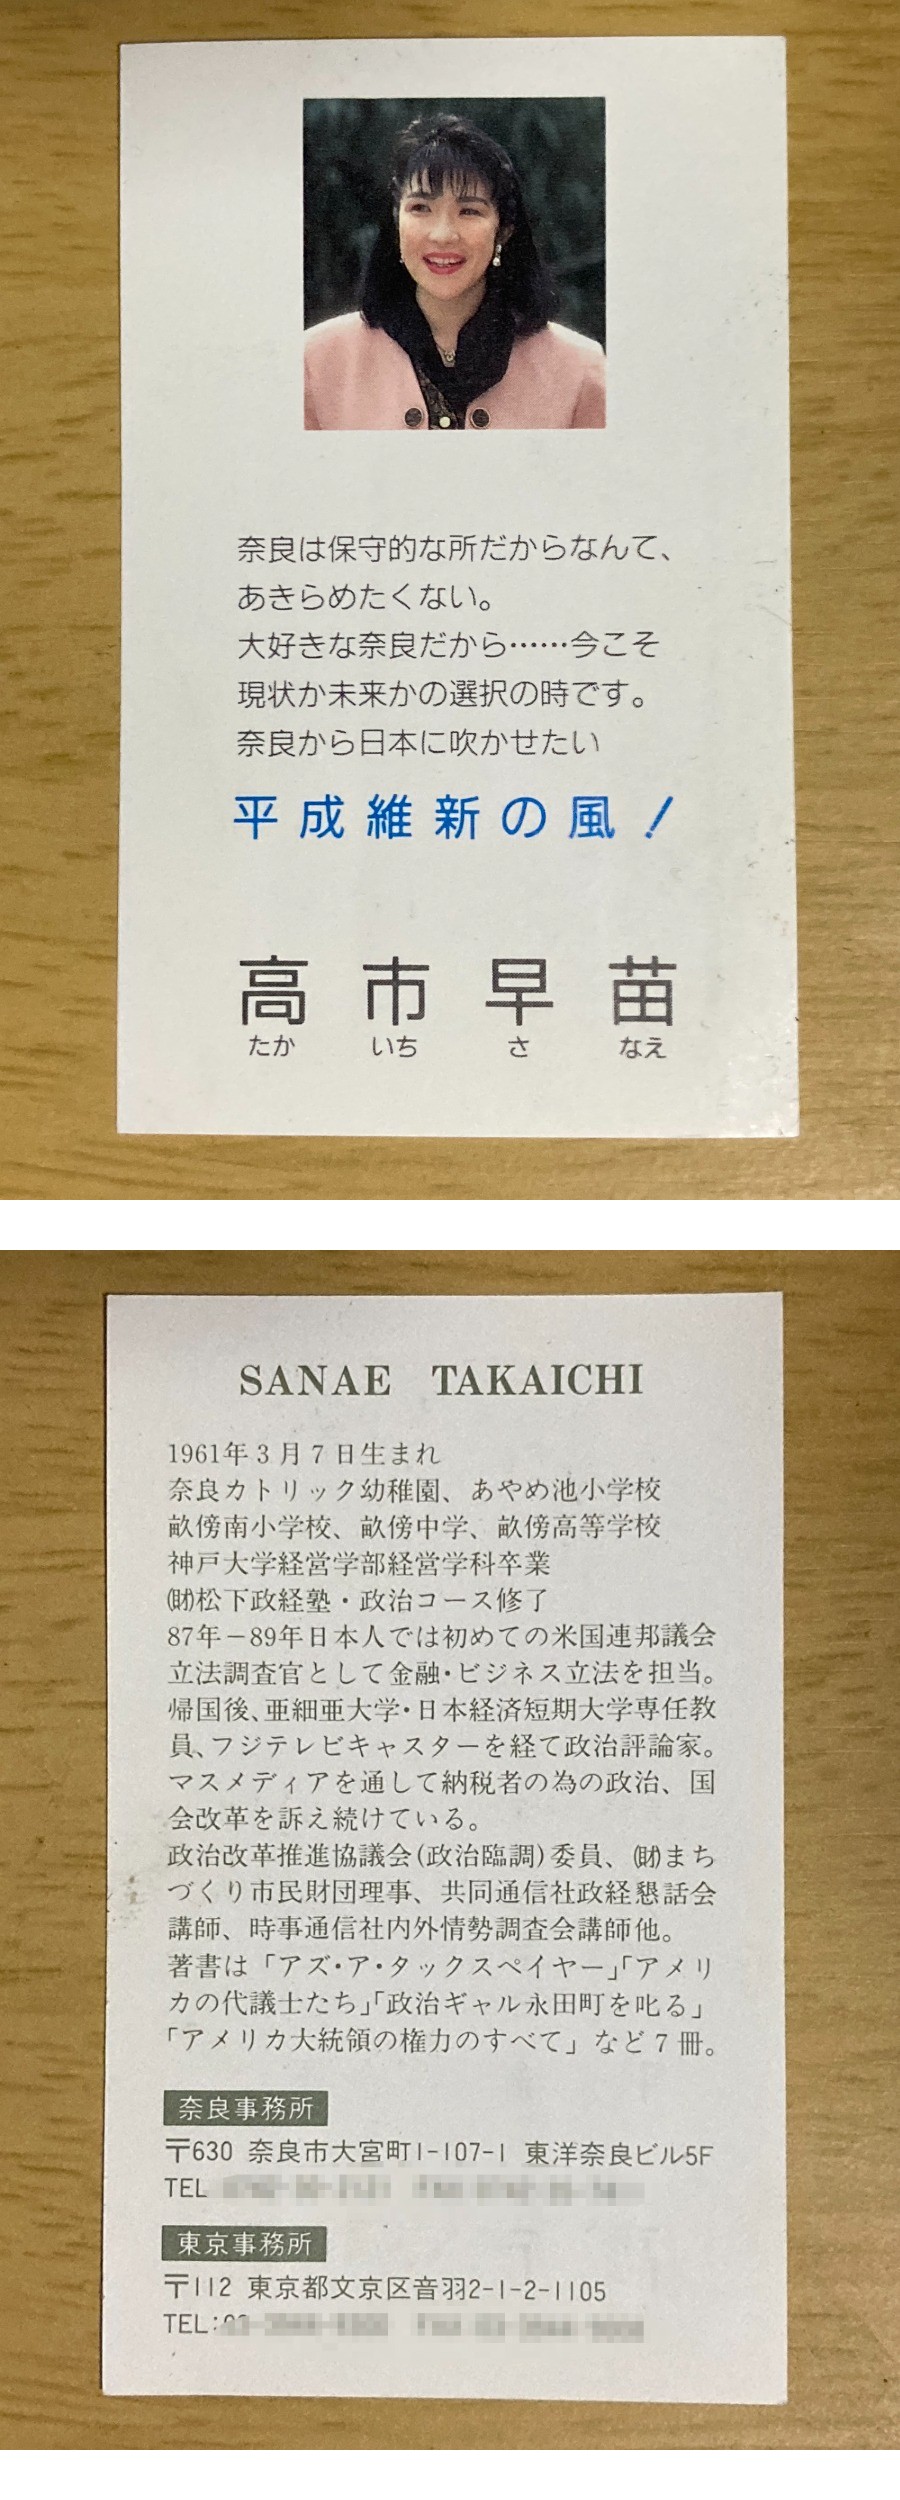 奈良は保守的な所だからなんて、
あきらめたくない。
大好きな奈良だから……今こそ
現状か未来かの選択の時です。
奈良から日本に吹かせたい
平成維新の風！
高市早苗
たかいちさなえ
SANAE TAKAICHI
1961年3月7日生まれ
奈良カトリック幼稚園、あやめ池小学校
畝傍南小学校、畝傍中学、畝傍高等学校
神戸大学経営学部経営学科卒業
㈶松下政経塾・政治コース修了
87年－89年日本人では初めての米国連邦議会
立法調査官として金融・ビジネス立法を担当。
帰国後、亜細亜大学・日本経済短期大学専任教
員、フジテレビキャスターを経て政治評論家。
マスメディアを通して納税者の為の政治、国
会改革を訴え続けている。
政治改革推進協議会(政治臨調)委員、㈶まち
づくり市民財団理事、共同通信社政経懇話会
講師、時事通信社内外情勢調査会講師他。
著書は「アズ・ア・タックスペイヤー」「アメリ
カの代議士たち」「政治ギャル永田町を叱る」
「アメリカ大統領の権力のすべて」など7冊。
奈良事務所
〒630 奈良市大宮町1-107-1 東洋奈良ビル5F
TEL
東京事務所
〒112 東京都文京区音羽2-1-2-1105
TEL: